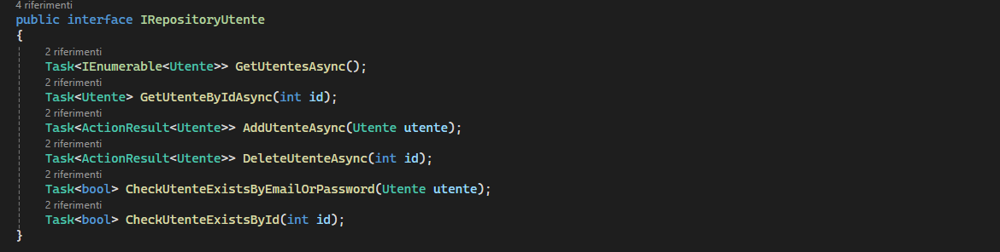 4 riferimenti
public interface IRepositoryUtente
{
2 riferimenti
Task<IEnumerable<Utente>> GetUtentesAsync();
2 riferimenti
Task<Utente> GetUtenteByIdAsync(int id);
2 riferimenti
Task<ActionResult<Utente>> AddUtenteAsync(Utente utente);
2 riferimenti
Task<ActionResult<Utente>> DeleteUtenteAsync(int id);
2 riferimenti
Task<bool> CheckUtenteExistsByEmailOrPassword(Utente utente);
2 riferimenti
Task<bool> CheckUtenteExistsById(int id);
}